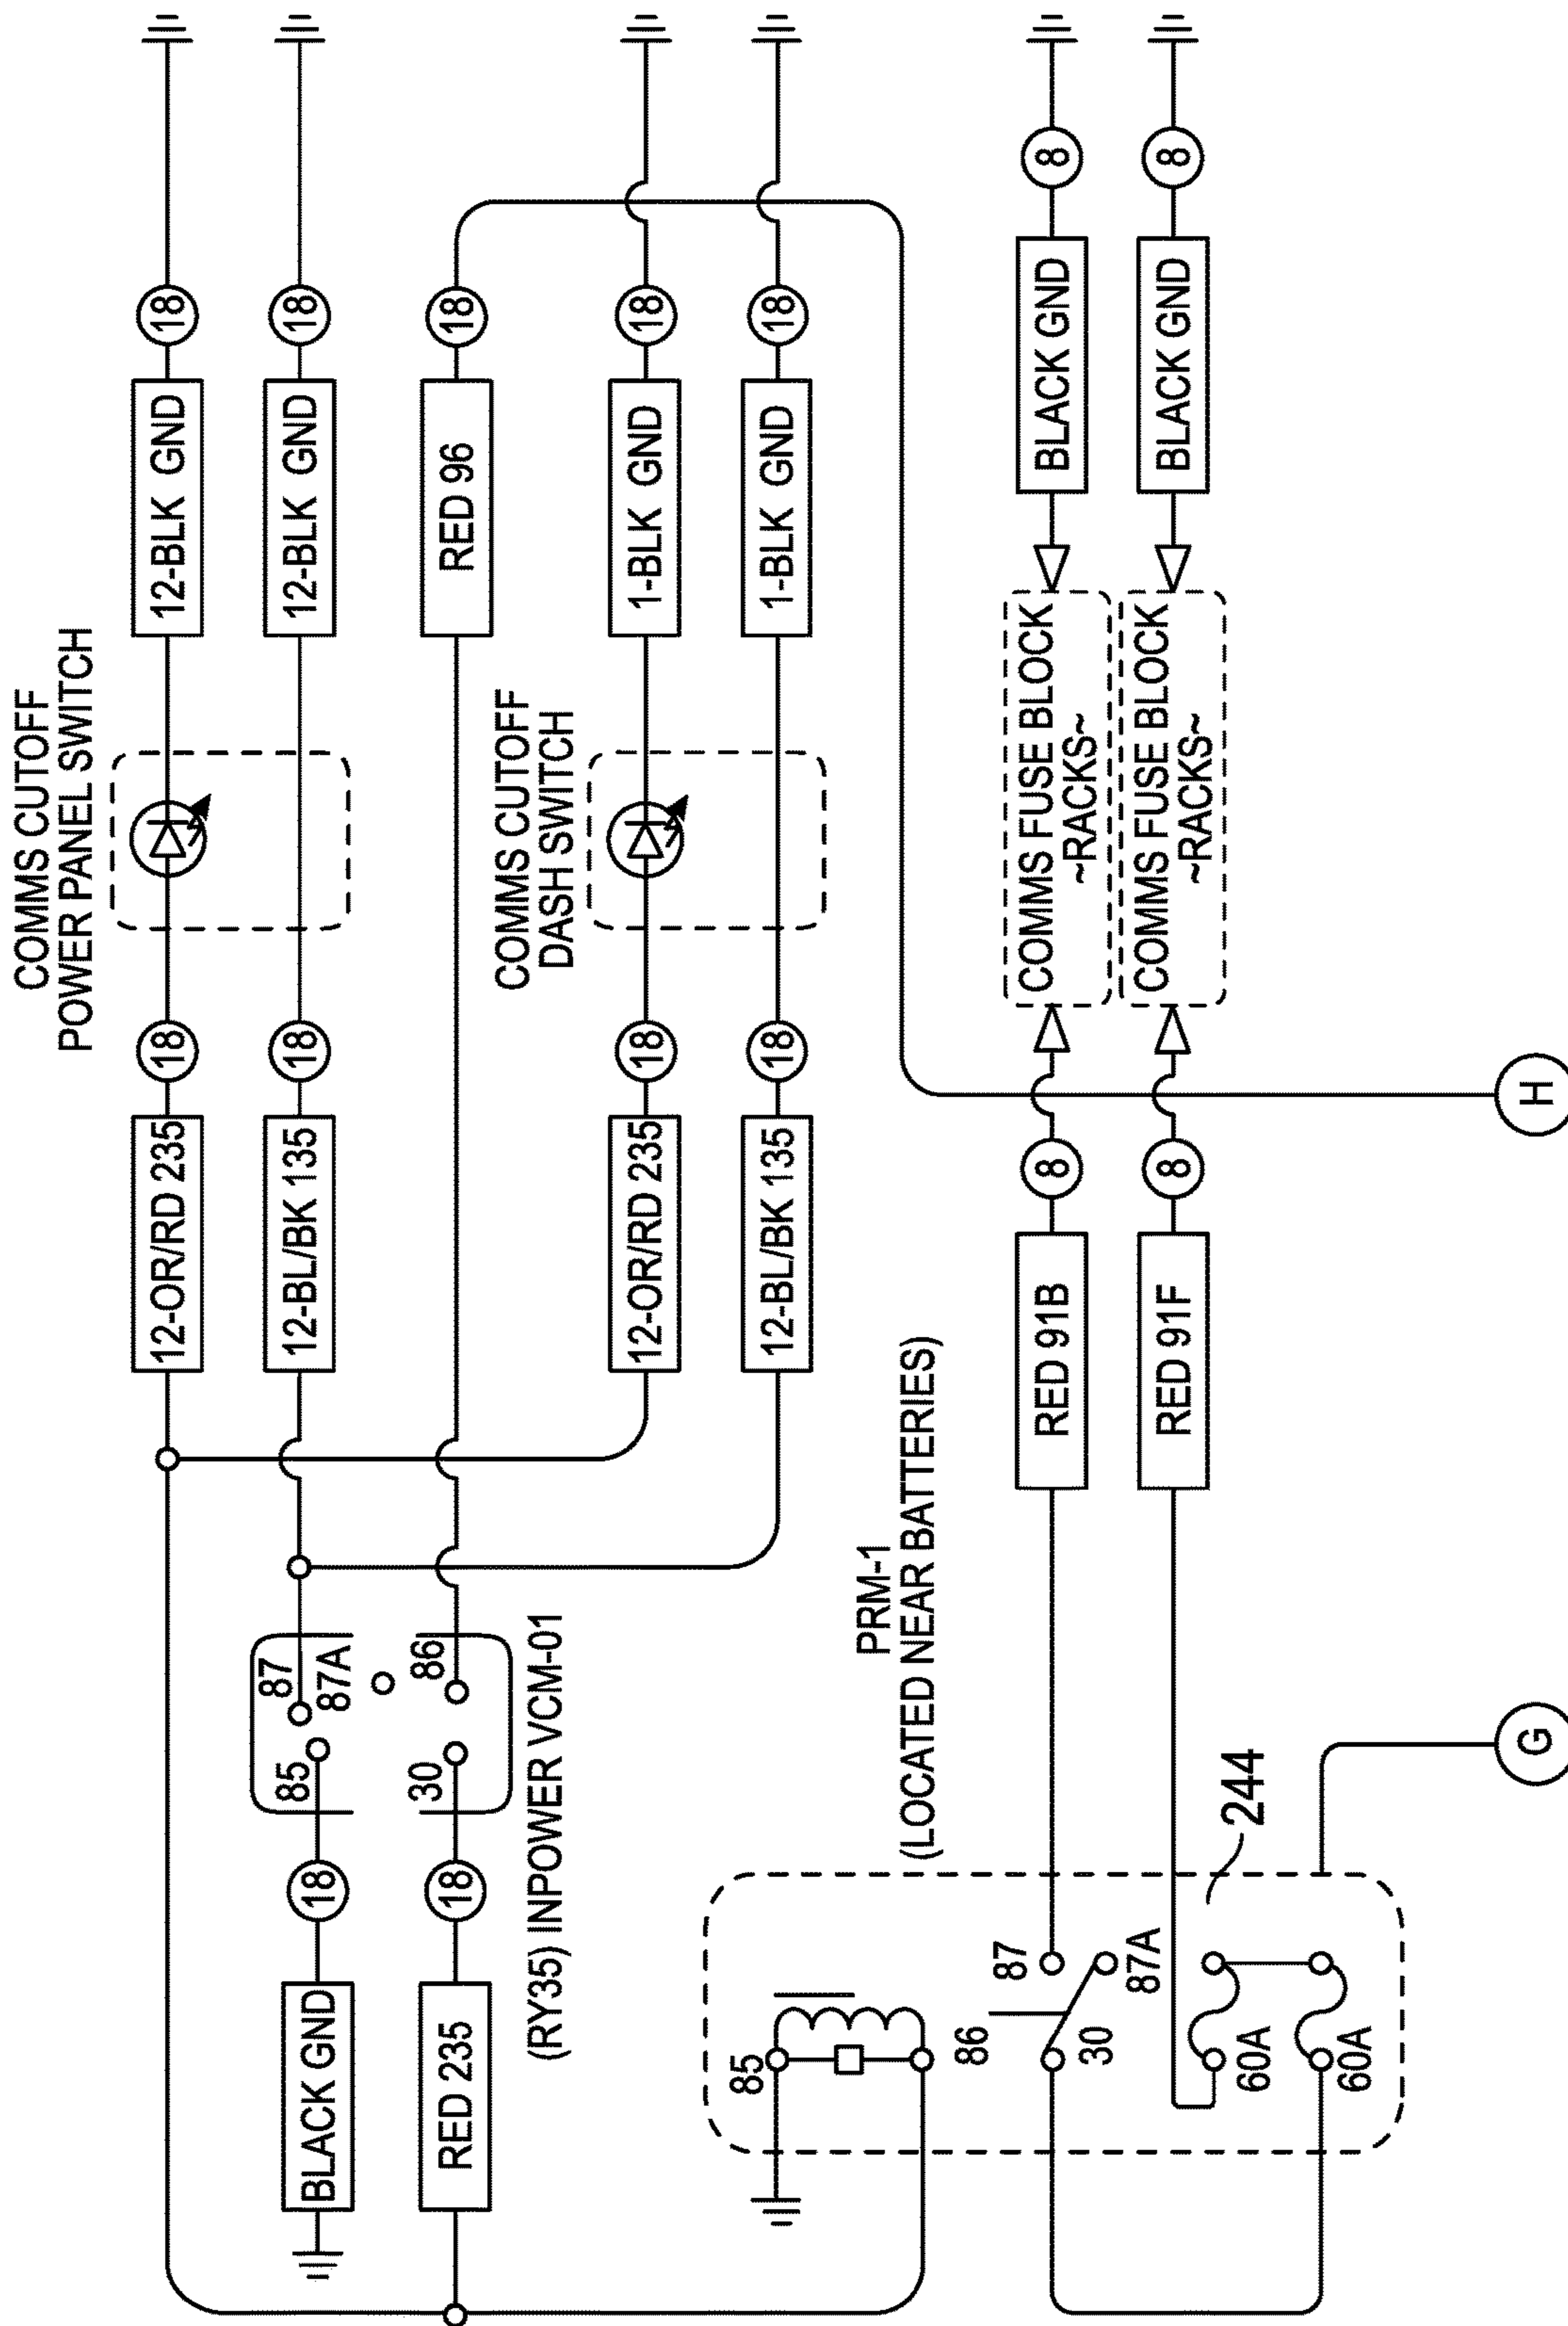 COMMS CUTOFF
POWER PANEL SWITCH
12-OR/RD 235
18
12-BLK GND
18
12-BL/BK 135
18
12-BLK GND
18
RED 96
18
COMMS CUTOFF
DASH SWITCH
12-OR/RD 235
18
1-BLK GND
18
12-BL/BK 135
18
1-BLK GND
18
BLACK GND
18
85
87
87A
RED 235
18
30
86
(RY35) INPOWER VCM-01
PRM-1
(LOCATED NEAR BATTERIES)
85
86
87
30
87A
60A
60A
244
RED 91B
8
COMMS FUSE BLOCK
~RACKS~
BLACK GND
8
RED 91F
8
COMMS FUSE BLOCK
~RACKS~
BLACK GND
8
G
H